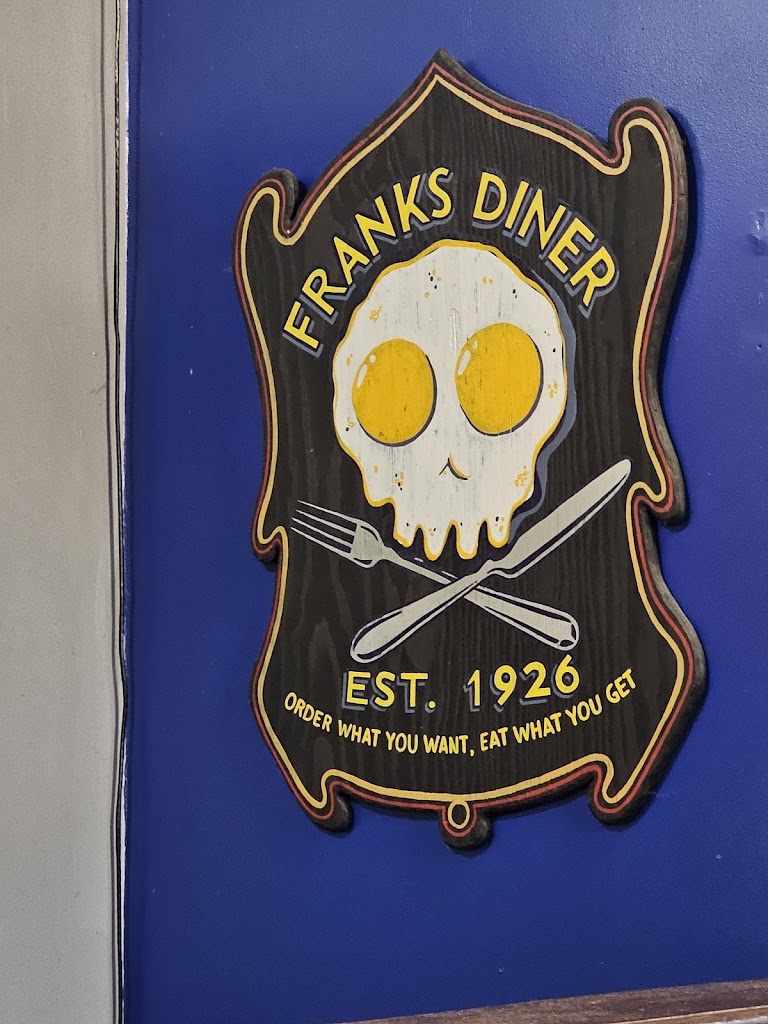 FRANKS DINER
EST. 1926
ORDER WHAT YOU WANT, EAT WHAT YOU GET